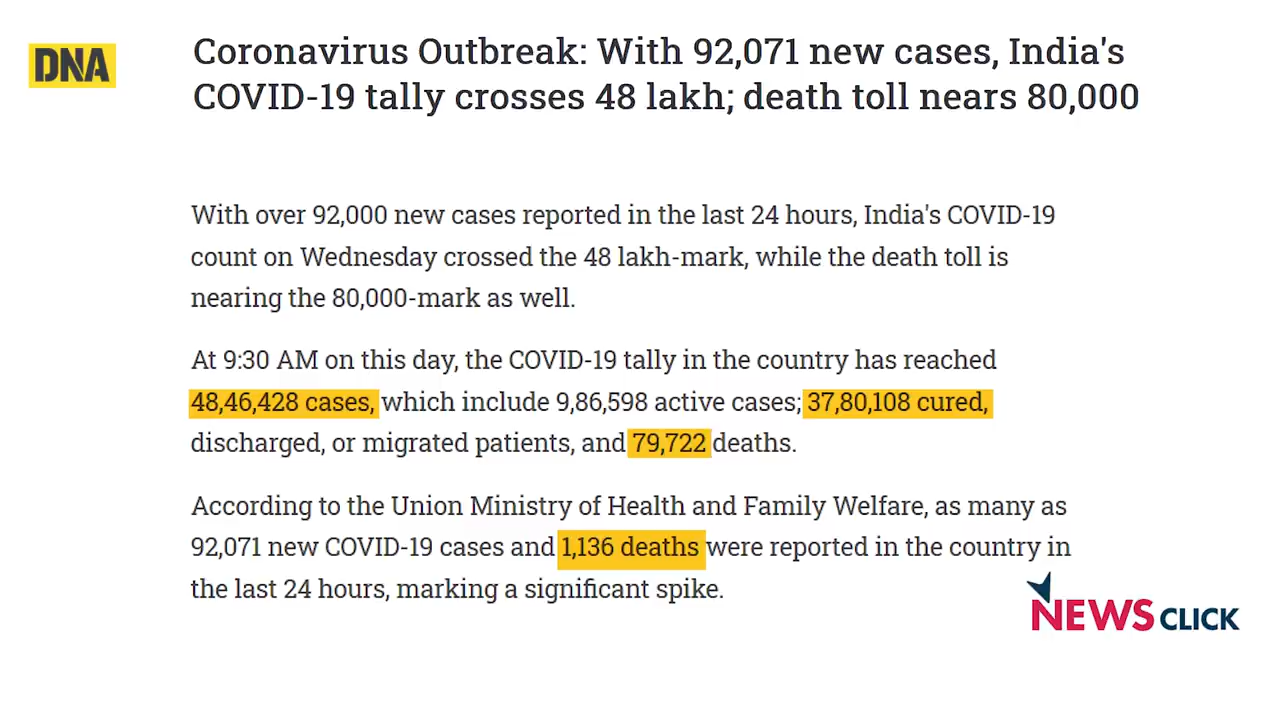 DNA
Coronavirus Outbreak: With 92,071 new cases, India's
COVID-19 tally crosses 48 lakh; death toll nears 80,000
With over 92,000 new cases reported in the last 24 hours, India's COVID-19
count on Wednesday crossed the 48 lakh-mark, while the death toll is
nearing the 80,000-mark as well.
At 9:30 AM on this day, the COVID-19 tally in the country has reached
48,46,428 cases, which include 9,86,598 active cases; 37,80,108 cured,
discharged, or migrated patients, and 79,722 deaths.
According to the Union Ministry of Health and Family Welfare, as many as
92,071 new COVID-19 cases and 1,136 deaths were reported in the country in
the last 24 hours, marking a significant spike.
NEWSCLICK